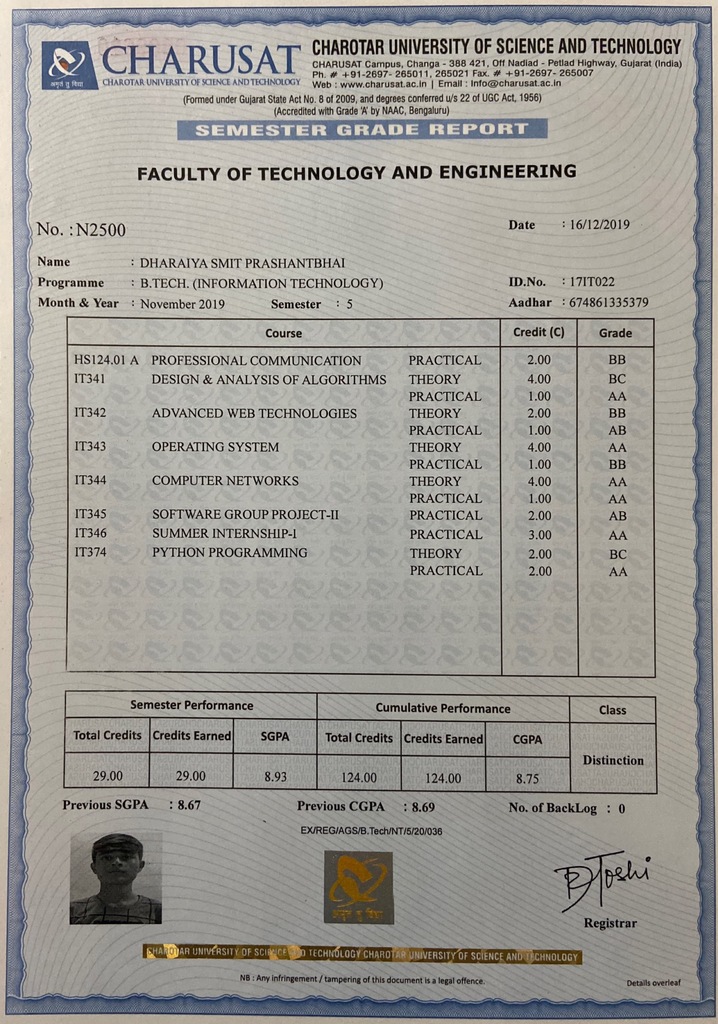 CHARUSAT
CHAROTAR UNIVERSITY OF SCIENCE AND TECHNOLOGY
अमृतं तु विद्या
CHAROTAR UNIVERSITY OF SCIENCE AND TECHNOLOGY
CHARUSAT Campus, Changa - 388 421, Off Nadiad - Petlad Highway, Gujarat (India)
Ph. # +91-2697- 265011, 265021 Fax. # +91-2697- 265007
Web : www.charusat.ac.in | Email : Info@charusat.ac.in
(Formed under Gujarat State Act No. 8 of 2009, and degrees conferred u/s 22 of UGC Act, 1956)
(Accredited with Grade 'A' by NAAC, Bengaluru)
SEMESTER GRADE REPORT
FACULTY OF TECHNOLOGY AND ENGINEERING
No. : N2500 Date : 16/12/2019
Name : DHARAIYA SMIT PRASHANTBHAI
Programme : B.TECH. (INFORMATION TECHNOLOGY) ID.No. : 17IT022
Month & Year : November 2019 Semester : 5 Aadhar : 674861335379
Course Credit (C) Grade
HS124.01 A PROFESSIONAL COMMUNICATION PRACTICAL 2.00 BB
IT341 DESIGN & ANALYSIS OF ALGORITHMS THEORY 4.00 BC
PRACTICAL 1.00 AA
IT342 ADVANCED WEB TECHNOLOGIES THEORY 2.00 BB
PRACTICAL 1.00 AB
IT343 OPERATING SYSTEM THEORY 4.00 AA
PRACTICAL 1.00 BB
IT344 COMPUTER NETWORKS THEORY 4.00 AA
PRACTICAL 1.00 AA
IT345 SOFTWARE GROUP PROJECT-II PRACTICAL 2.00 AB
IT346 SUMMER INTERNSHIP-I PRACTICAL 3.00 AA
IT374 PYTHON PROGRAMMING THEORY 2.00 BC
PRACTICAL 2.00 AA
Semester Performance Cumulative Performance Class
Total Credits Credits Earned SGPA Total Credits Credits Earned CGPA
Distinction
29.00 29.00 8.93 124.00 124.00 8.75
Previous SGPA : 8.67 Previous CGPA : 8.69 No. of BackLog : 0
EX/REG/AGS/B.Tech/NT/5/20/036
अमृतं तु विद्या
Joshi
Registrar
CHAROTAR UNIVERSITY OF SCIENCE AND TECHNOLOGY CHAROTAR UNIVERSITY OF SCIENCE AND TECHNOLOGY
NB : Any infringement / tampering of this document is a legal offence.
Details overleaf